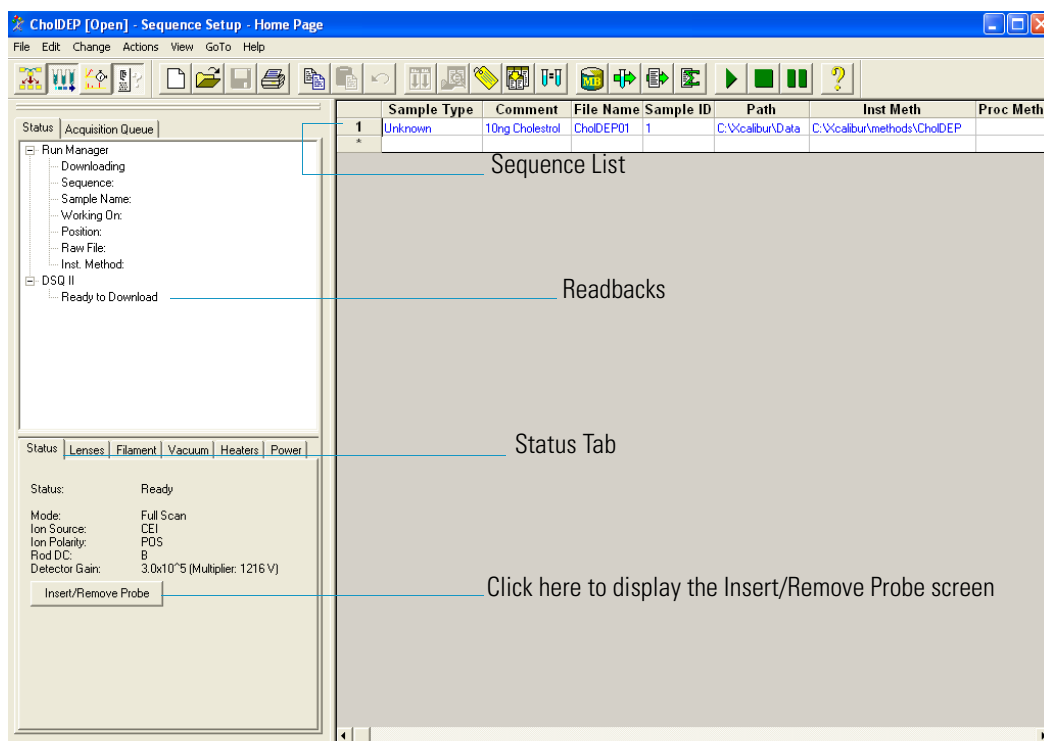 CholDEP [Open] - Sequence Setup - Home Page
File Edit Change Actions View GoTo Help
MB
Status Acquisition Queue
Run Manager
Downloading
Sequence:
Sample Name:
Working On:
Position:
Raw File:
Inst. Method:
DSQ II
Ready to Download
Sample Type Comment File Name Sample ID Path Inst Meth Proc Meth
1 Unknown 10ng Cholestrol CholDEP01 1 C:\Xcalibur\Data C:\Xcalibur\methods\CholDEP
*
Sequence List
Readbacks
Status Tab
Status Lenses Filament Vacuum Heaters Power
Status: Ready
Mode: Full Scan
Ion Source: CEI
Ion Polarity: POS
Rod DC: B
Detector Gain: 3.0x10^5 (Multiplier: 1216 V)
Insert/Remove Probe
Click here to display the Insert/Remove Probe screen